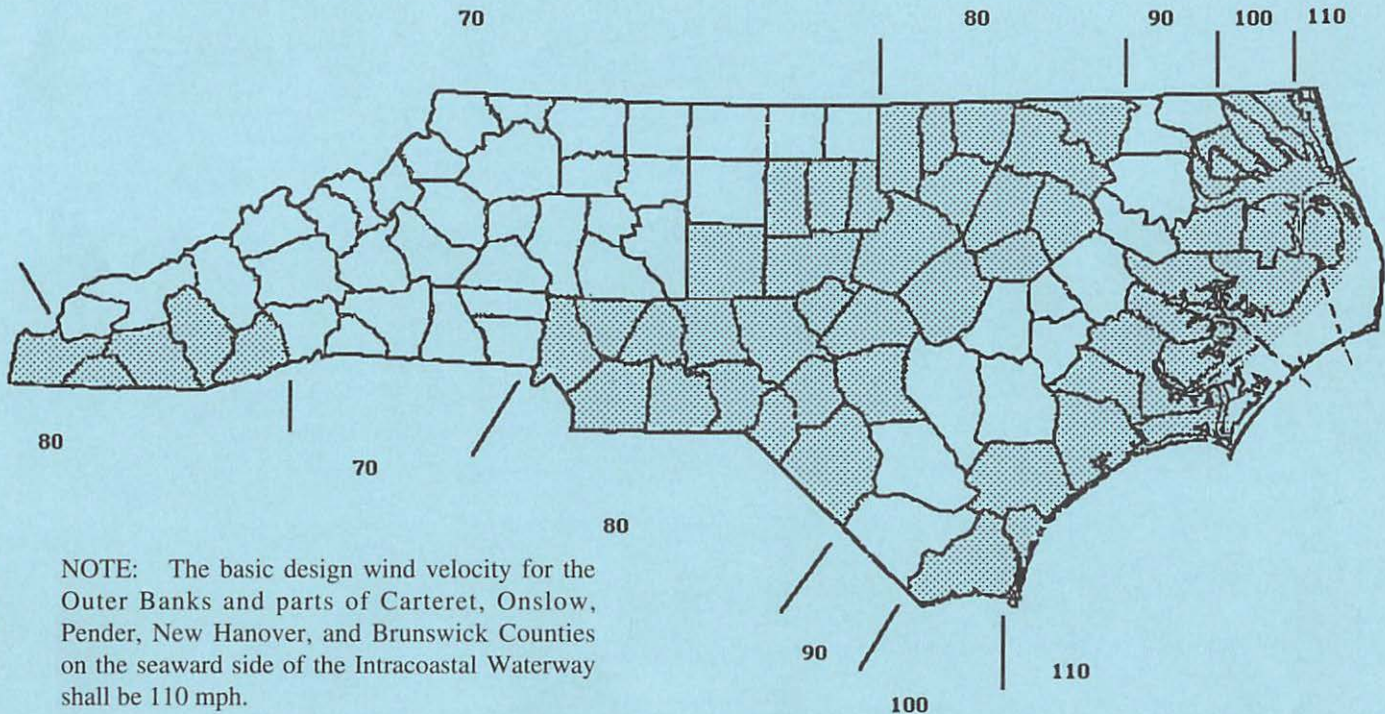 70
80
90
100
110
80
70
80
90
100
110
NOTE: The basic design wind velocity for the
Outer Banks and parts of Carteret, Onslow,
Pender, New Hanover, and Brunswick Counties
on the seaward side of the Intracoastal Waterway
shall be 110 mph.